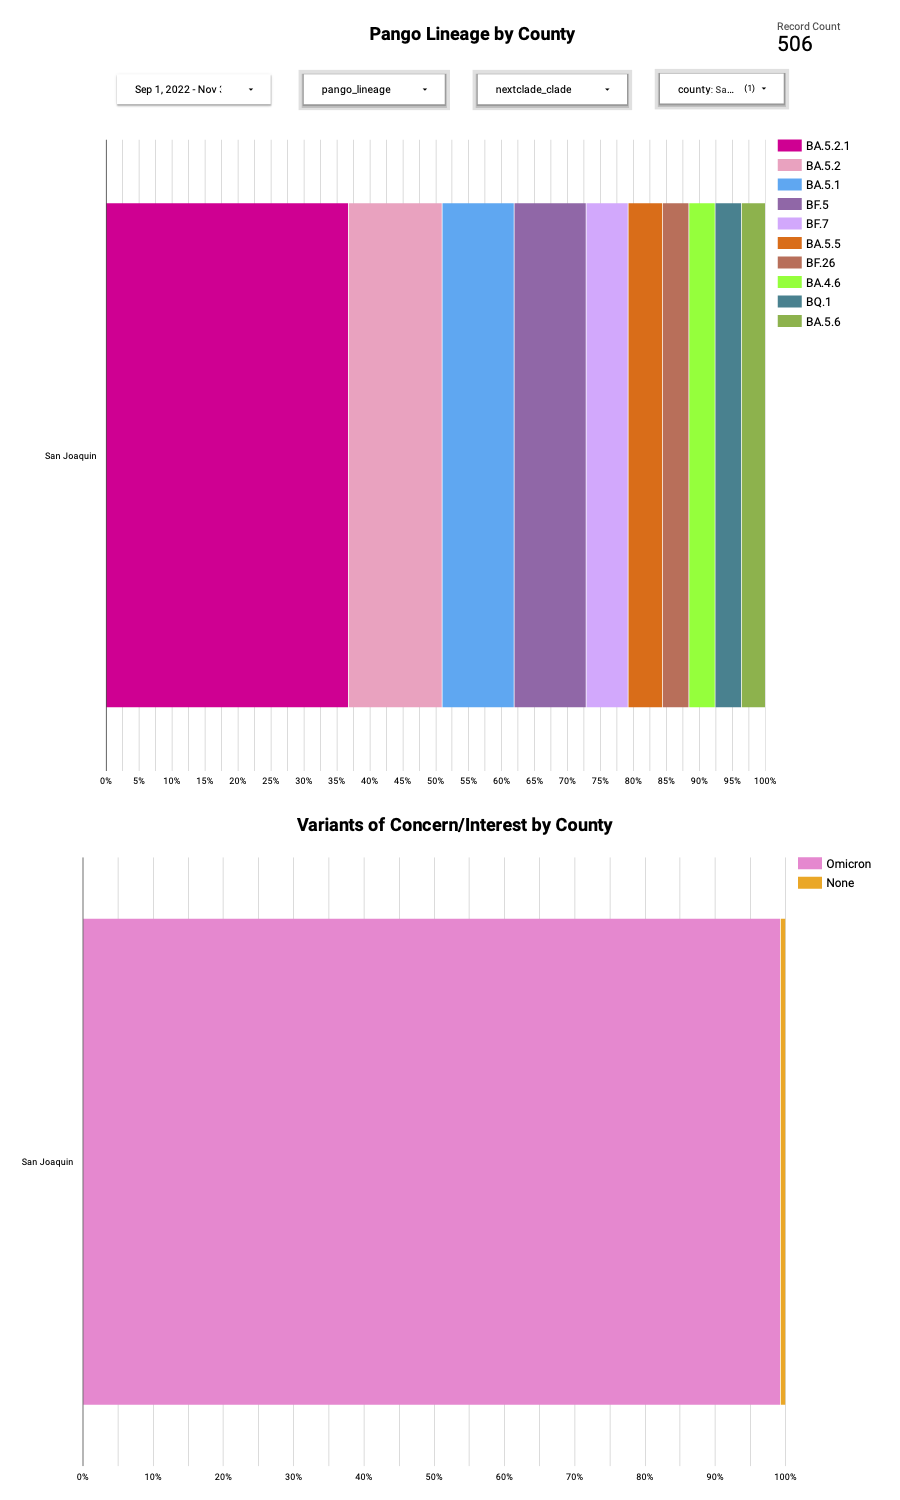 Pango Lineage by County
Record Count
506
Sep 1, 2022 - Nov
pango_lineage
nextclade_clade
county: Sa... (1)
BA.5.2.1
BA.5.2
BA.5.1
BF.5
BF.7
BA.5.5
BF.26
BA.4.6
BQ.1
BA.5.6
San Joaquin
0% 5% 10% 15% 20% 25% 30% 35% 40% 45% 50% 55% 60% 65% 70% 75% 80% 85% 90% 95% 100%
Variants of Concern/Interest by County
Omicron
None
San Joaquin
0% 10% 20% 30% 40% 50% 60% 70% 80% 90% 100%